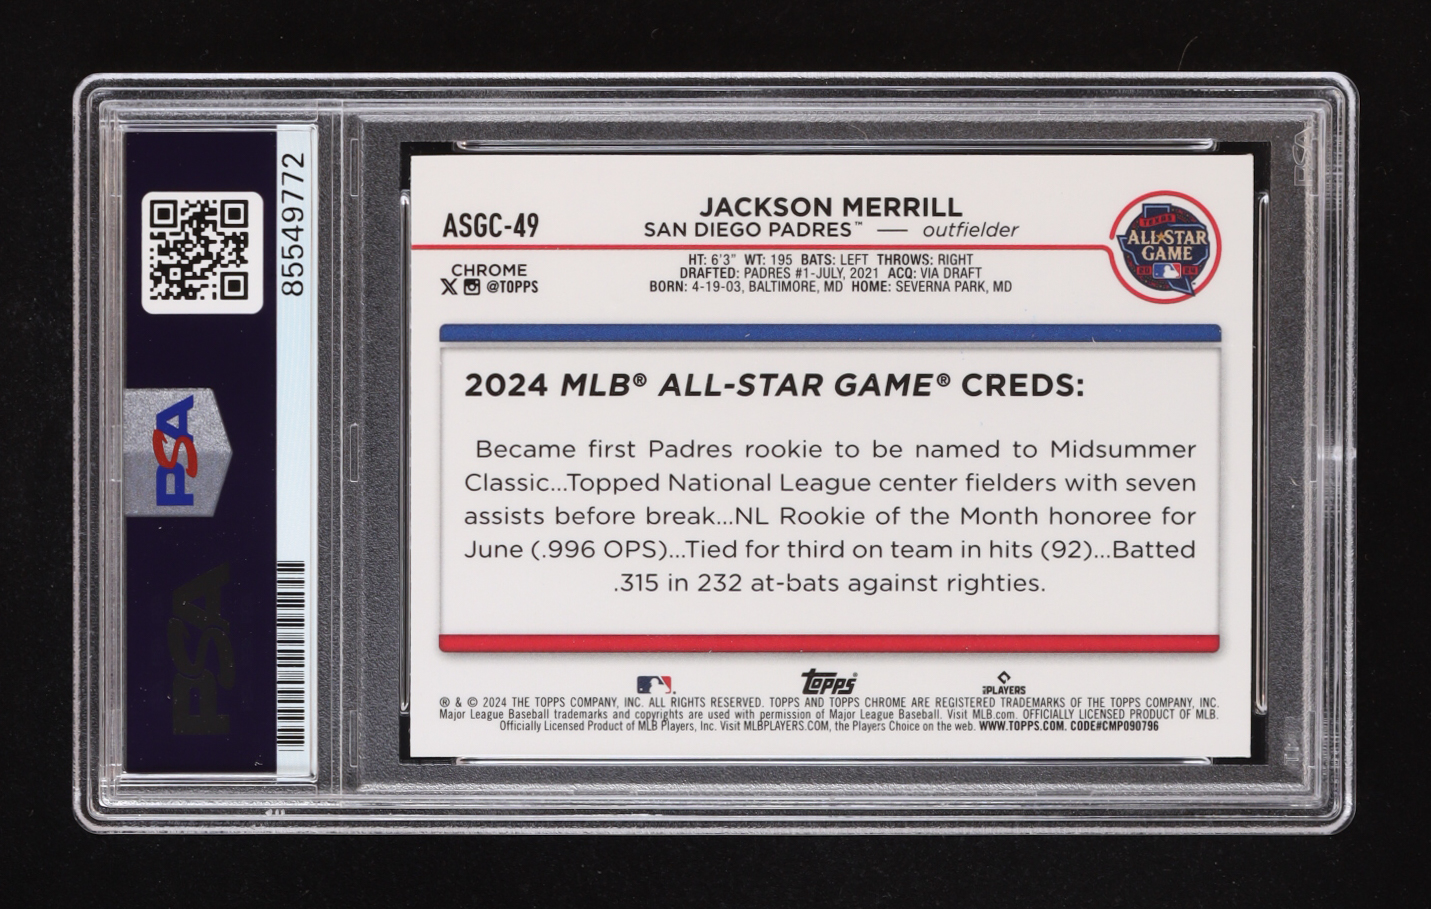 85549772
PSA
PSA
ASGC-49
JACKSON MERRILL
SAN DIEGO PADRES™ — outfielder
TEXAS
ALL★STAR
GAME
2024
CHROME
@TOPPS
HT: 6'3" WT: 195 BATS: LEFT THROWS: RIGHT
DRAFTED: PADRES #1-JULY, 2021 ACQ: VIA DRAFT
BORN: 4-19-03, BALTIMORE, MD HOME: SEVERNA PARK, MD
2024 MLB® ALL-STAR GAME® CREDS:
Became first Padres rookie to be named to Midsummer
Classic...Topped National League center fielders with seven
assists before break...NL Rookie of the Month honoree for
June (.996 OPS)...Tied for third on team in hits (92)...Batted
.315 in 232 at-bats against righties.
Topps
PLAYERS
® & © 2024 THE TOPPS COMPANY, INC. ALL RIGHTS RESERVED. TOPPS AND TOPPS CHROME ARE REGISTERED TRADEMARKS OF THE TOPPS COMPANY, INC.
Major League Baseball trademarks and copyrights are used with permission of Major League Baseball. Visit MLB.com. OFFICIALLY LICENSED PRODUCT OF MLB.
Officially Licensed Product of MLB Players, Inc. Visit MLBPLAYERS.COM, the Players Choice on the web. WWW.TOPPS.COM. CODE#CMP090796
PSA